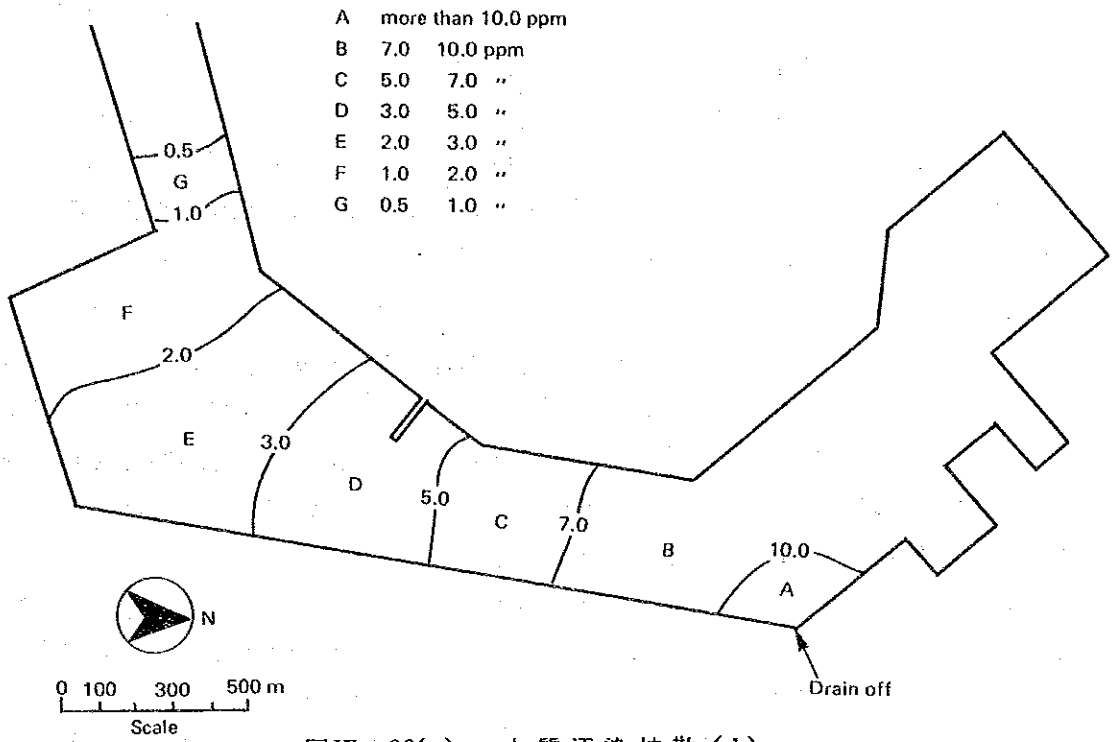 A more than 10.0 ppm
B 7.0 10.0 ppm
C 5.0 7.0 〃
D 3.0 5.0 〃
E 2.0 3.0 〃
F 1.0 2.0 〃
G 0.5 1.0 〃
0.5
G
1.0
F
2.0
E
3.0
D
5.0
C
7.0
B
10.0
A
N
Drain off
0 100 300 500 m
Scale